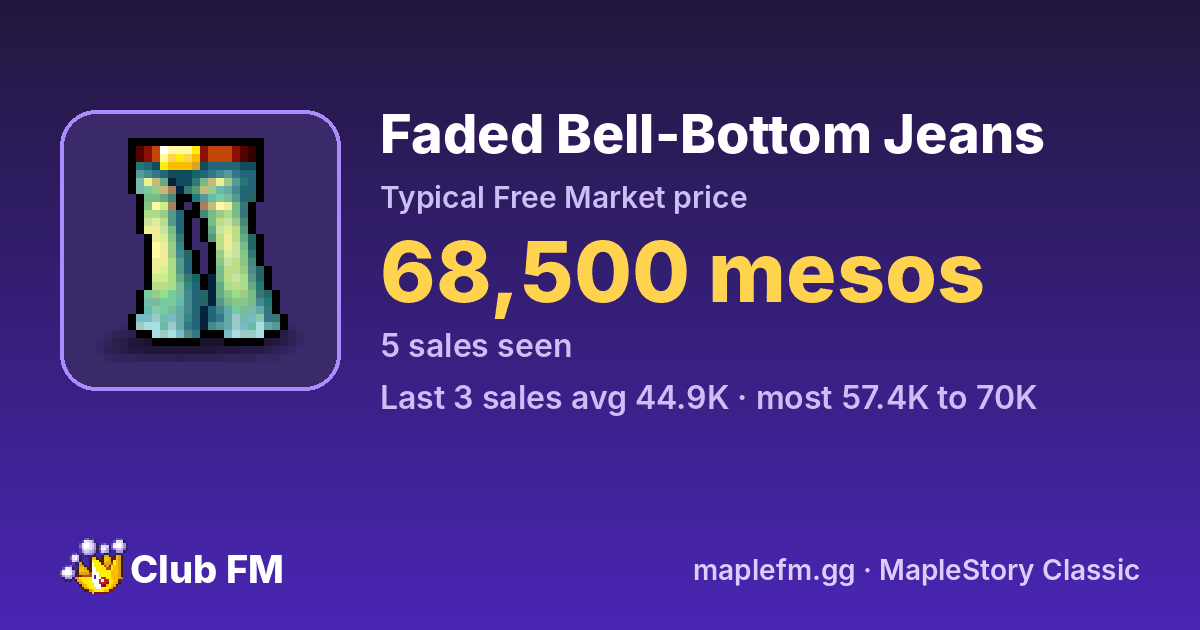 Faded Bell-Bottom Jeans
Typical Free Market price
68,500 mesos
5 sales seen
Last 3 sales avg 44.9K · most 57.4K to 70K
Club FM
maplefm.gg · MapleStory Classic